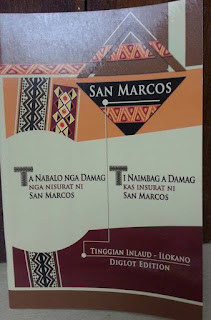 SAN MARCOS
TA NABALO NGA DAMAG
NGA NISURAT NI
SAN MARCOS
TI NAIMBAG A DAMAG
KAS INSURAT NI
SAN MARCOS
TINGGIAN INLAUD - ILOKANO
DIGLOT EDITION